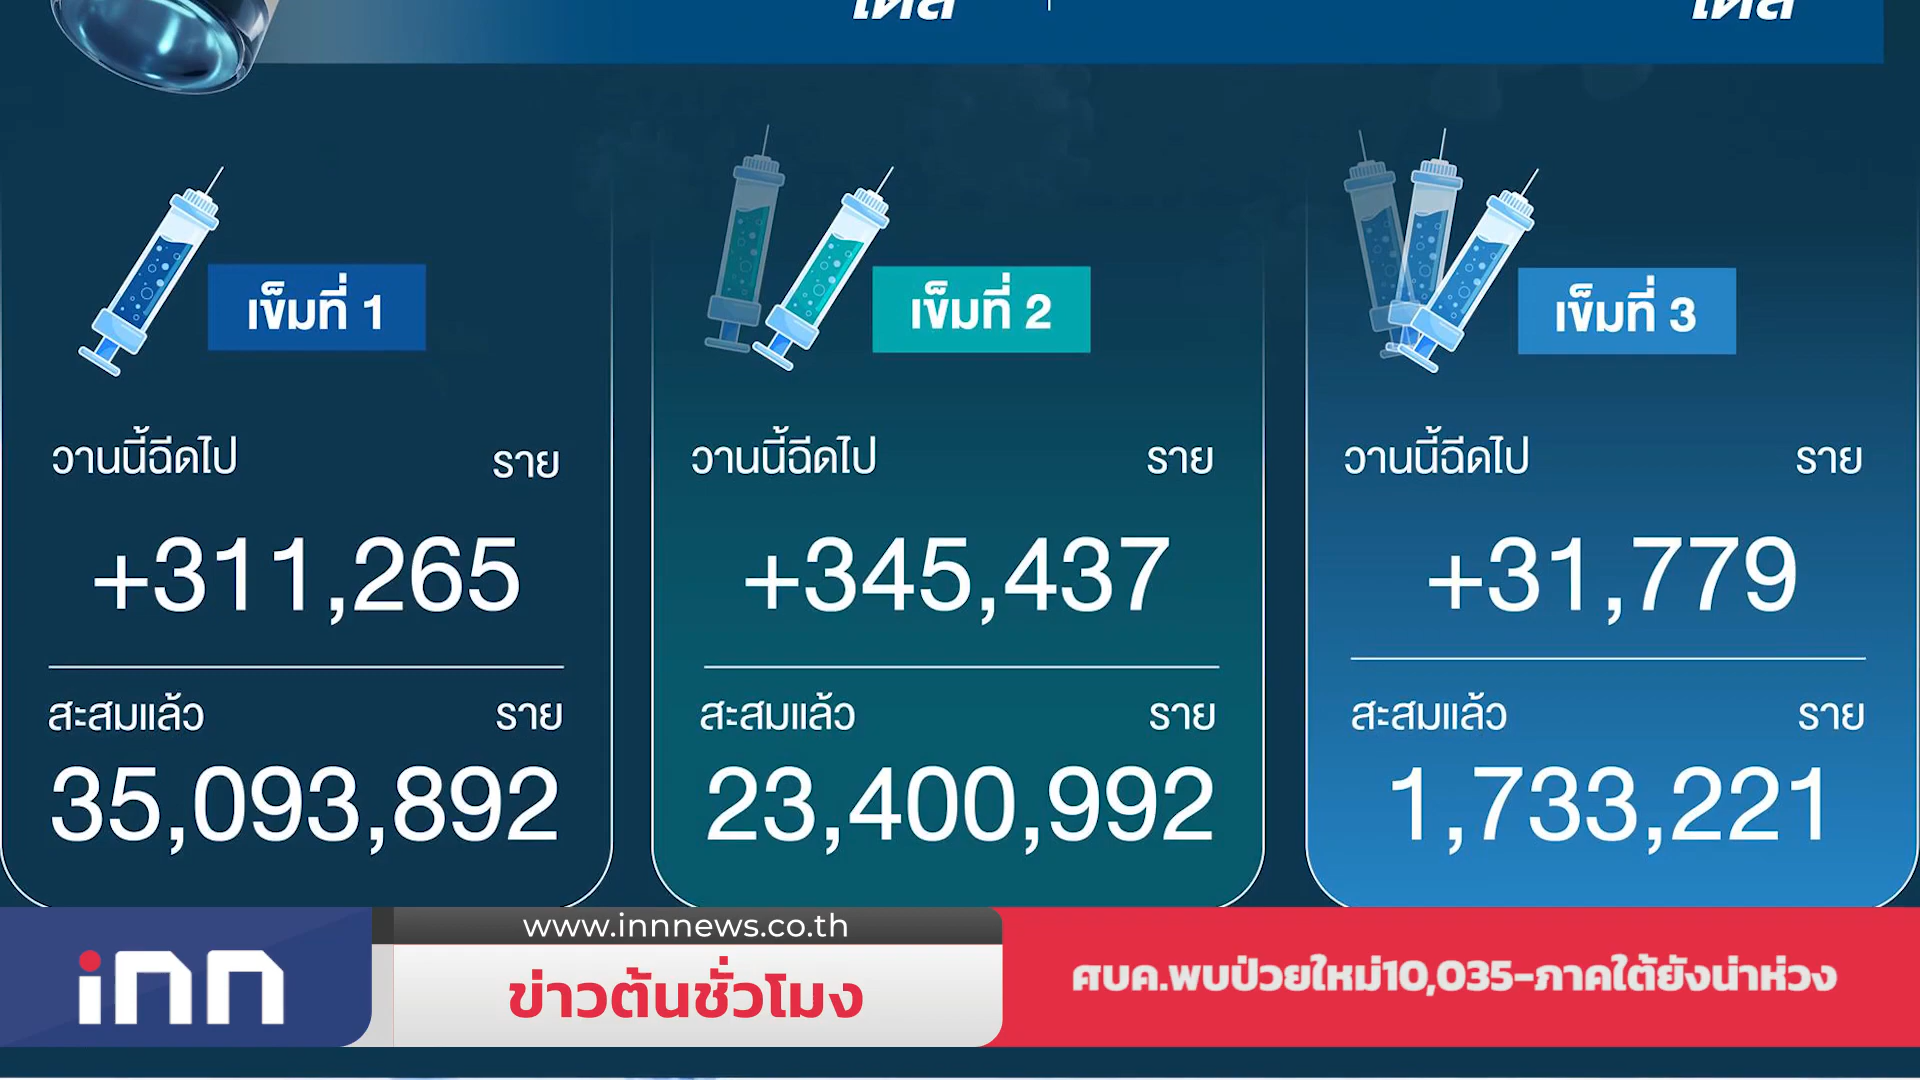 โดส
โดส
เข็มที่ 1
เข็มที่ 2
เข็มที่ 3
วานนี้ฉีดไป ราย
วานนี้ฉีดไป ราย
วานนี้ฉีดไป ราย
+311,265
+345,437
+31,779
สะสมแล้ว ราย
สะสมแล้ว ราย
สะสมแล้ว ราย
35,093,892
23,400,992
1,733,221
inn
www.innnews.co.th
ข่าวต้นชั่วโมง
ศบค.พบป่วยใหม่10,035-ภาคใต้ยังน่าห่วง